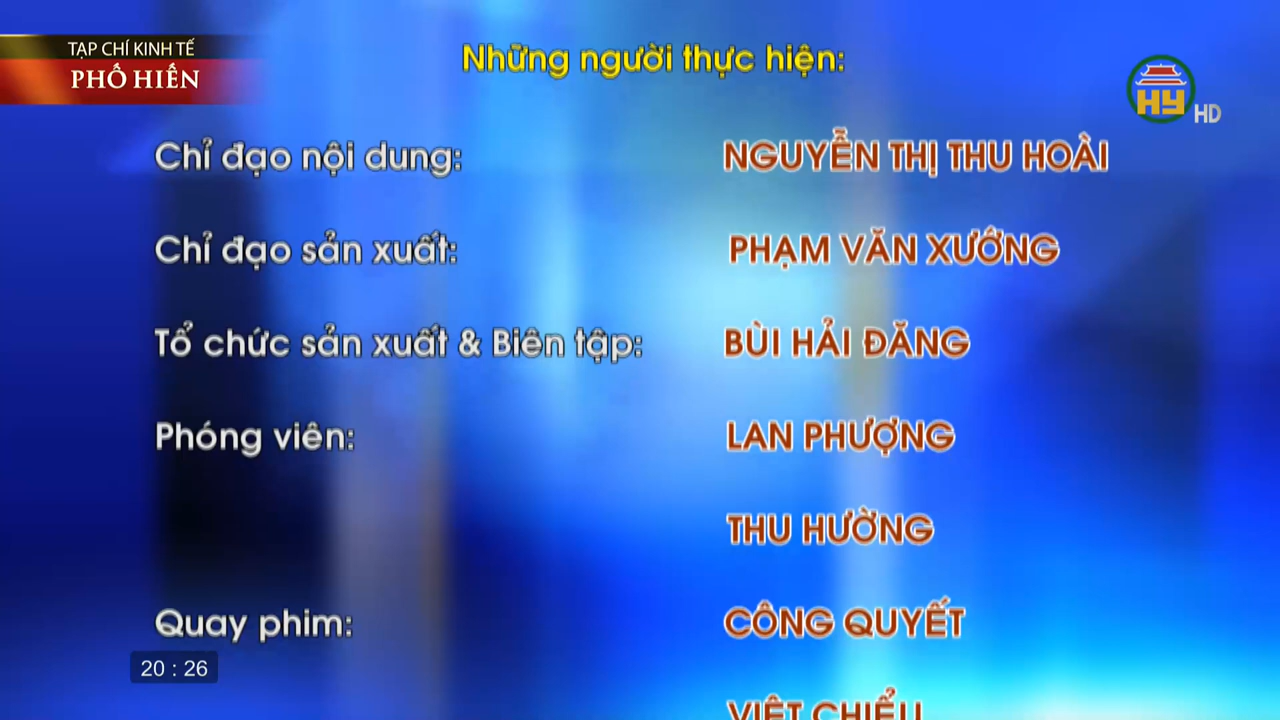 TẠP CHÍ KINH TẾ
PHỐ HIẾN
Những người thực hiện:
HY HD
Chỉ đạo nội dung: NGUYỄN THỊ THU HOÀI
Chỉ đạo sản xuất: PHẠM VĂN XƯỚNG
Tổ chức sản xuất & Biên tập: BÙI HẢI ĐĂNG
Phóng viên: LAN PHƯỢNG
THU HƯỜNG
Quay phim: CÔNG QUYẾT
20 : 26
VIỆT CHIỂU